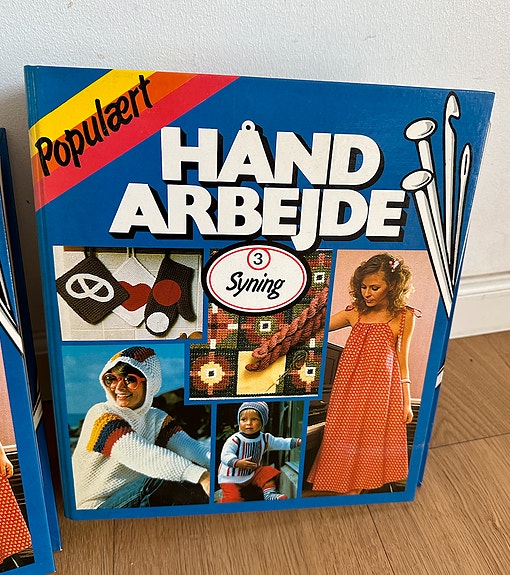 Populært
HÅND
ARBEJDE
3
Syning